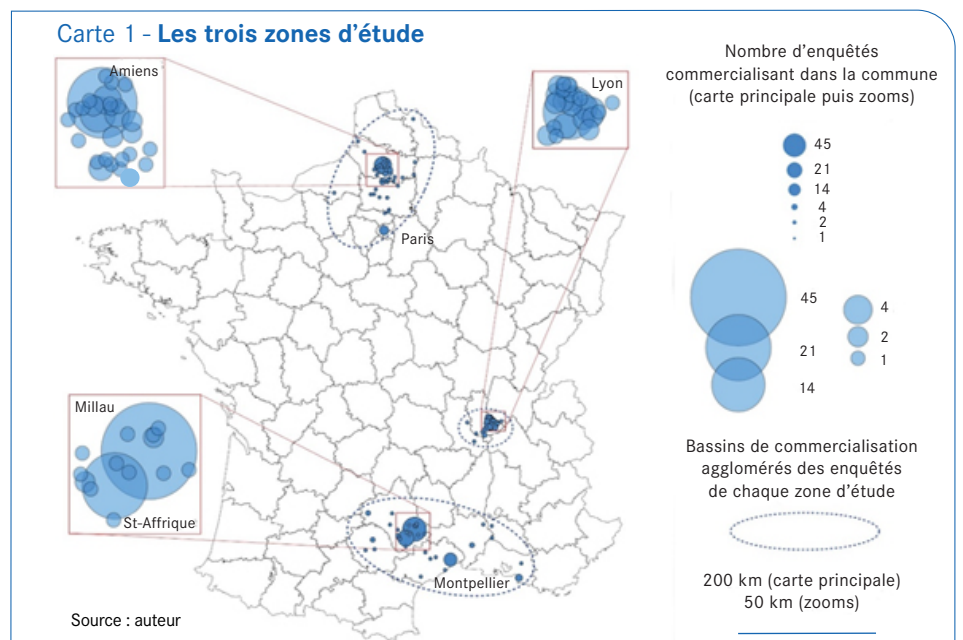 Carte 1 - Les trois zones d'étude
Amiens
Lyon
Paris
Millau
St-Affrique
Montpellier
Source : auteur
Nombre d'enquêtés
commercialisant dans la commune
(carte principale puis zooms)
45
21
14
4
2
1
45
21
14
4
2
1
Bassins de commercialisation
agglomérés des enquêtés
de chaque zone d'étude
200 km (carte principale)
50 km (zooms)